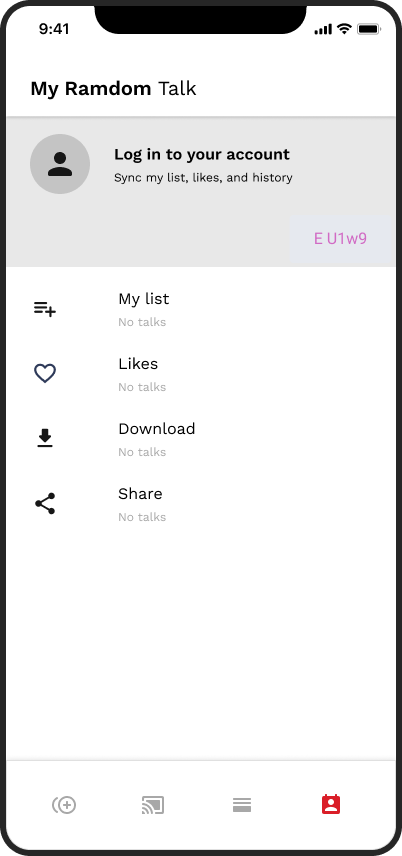 9:41
My Ramdom Talk
Log in to your account
Sync my list, likes, and history
E U1w9
My list
No talks
Likes
No talks
Download
No talks
Share
No talks